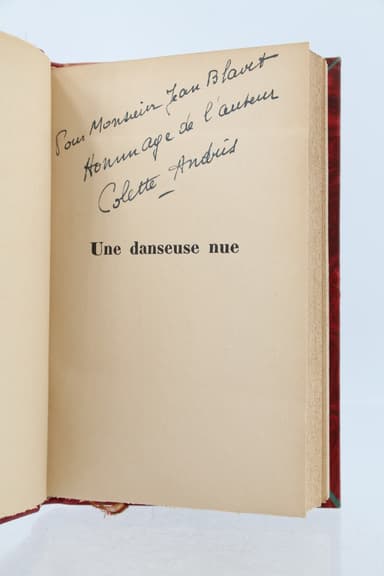 Pour Monsieur Jean Blavet
Hommage de l'auteur
Colette Andris
Une danseuse nue